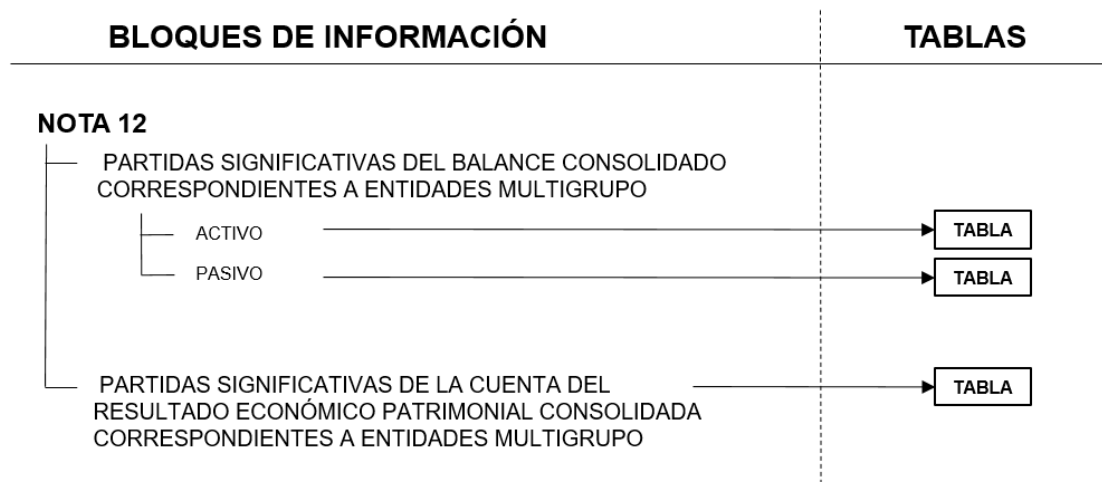 BLOQUES DE INFORMACIÓN
TABLAS
NOTA 12
PARTIDAS SIGNIFICATIVAS DEL BALANCE CONSOLIDADO
CORRESPONDIENTES A ENTIDADES MULTIGRUPO
ACTIVO
TABLA
PASIVO
TABLA
PARTIDAS SIGNIFICATIVAS DE LA CUENTA DEL
TABLA
RESULTADO ECONÓMICO PATRIMONIAL CONSOLIDADA
CORRESPONDIENTES A ENTIDADES MULTIGRUPO